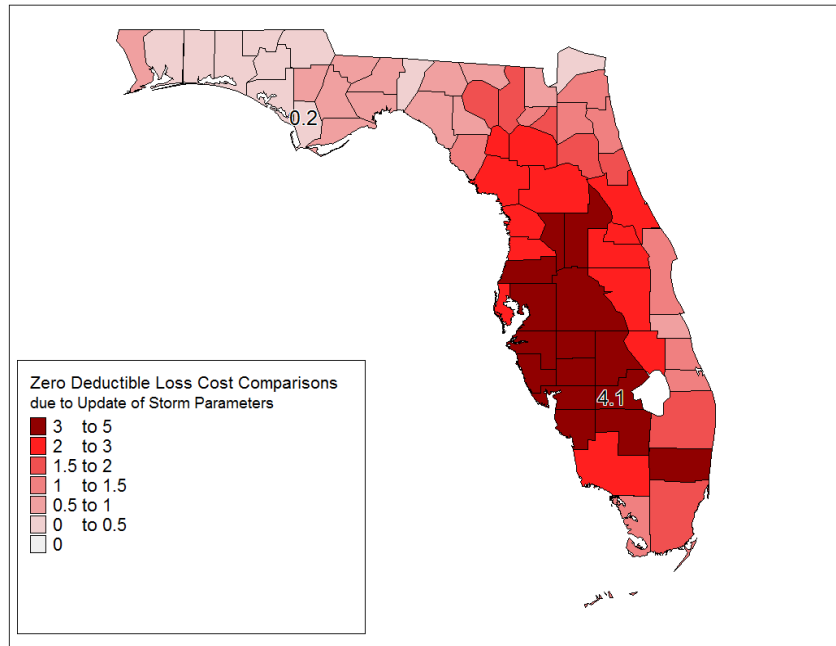 0.2
4.1
Zero Deductible Loss Cost Comparisons
due to Update of Storm Parameters
3 to 5
2 to 3
1.5 to 2
1 to 1.5
0.5 to 1
0 to 0.5
0